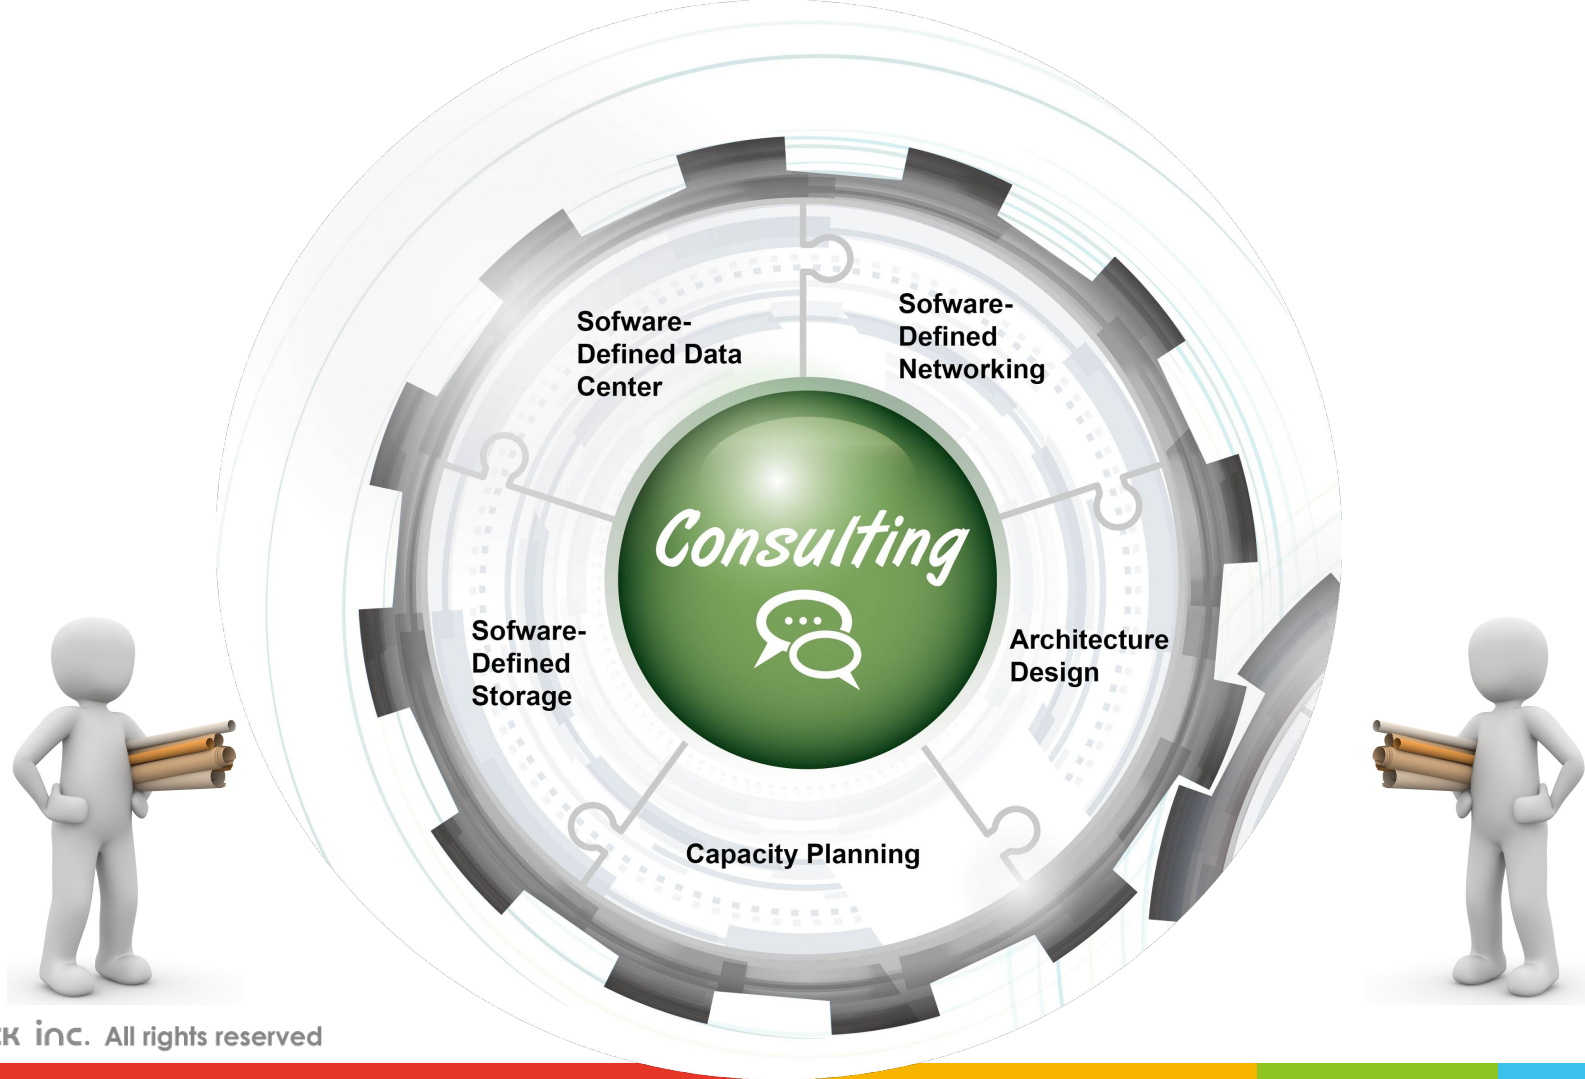 Sofware-
Defined Data
Center
Sofware-
Defined
Networking
Consulting
Sofware-
Defined
Storage
Architecture
Design
Capacity Planning
inc. All rights reserved